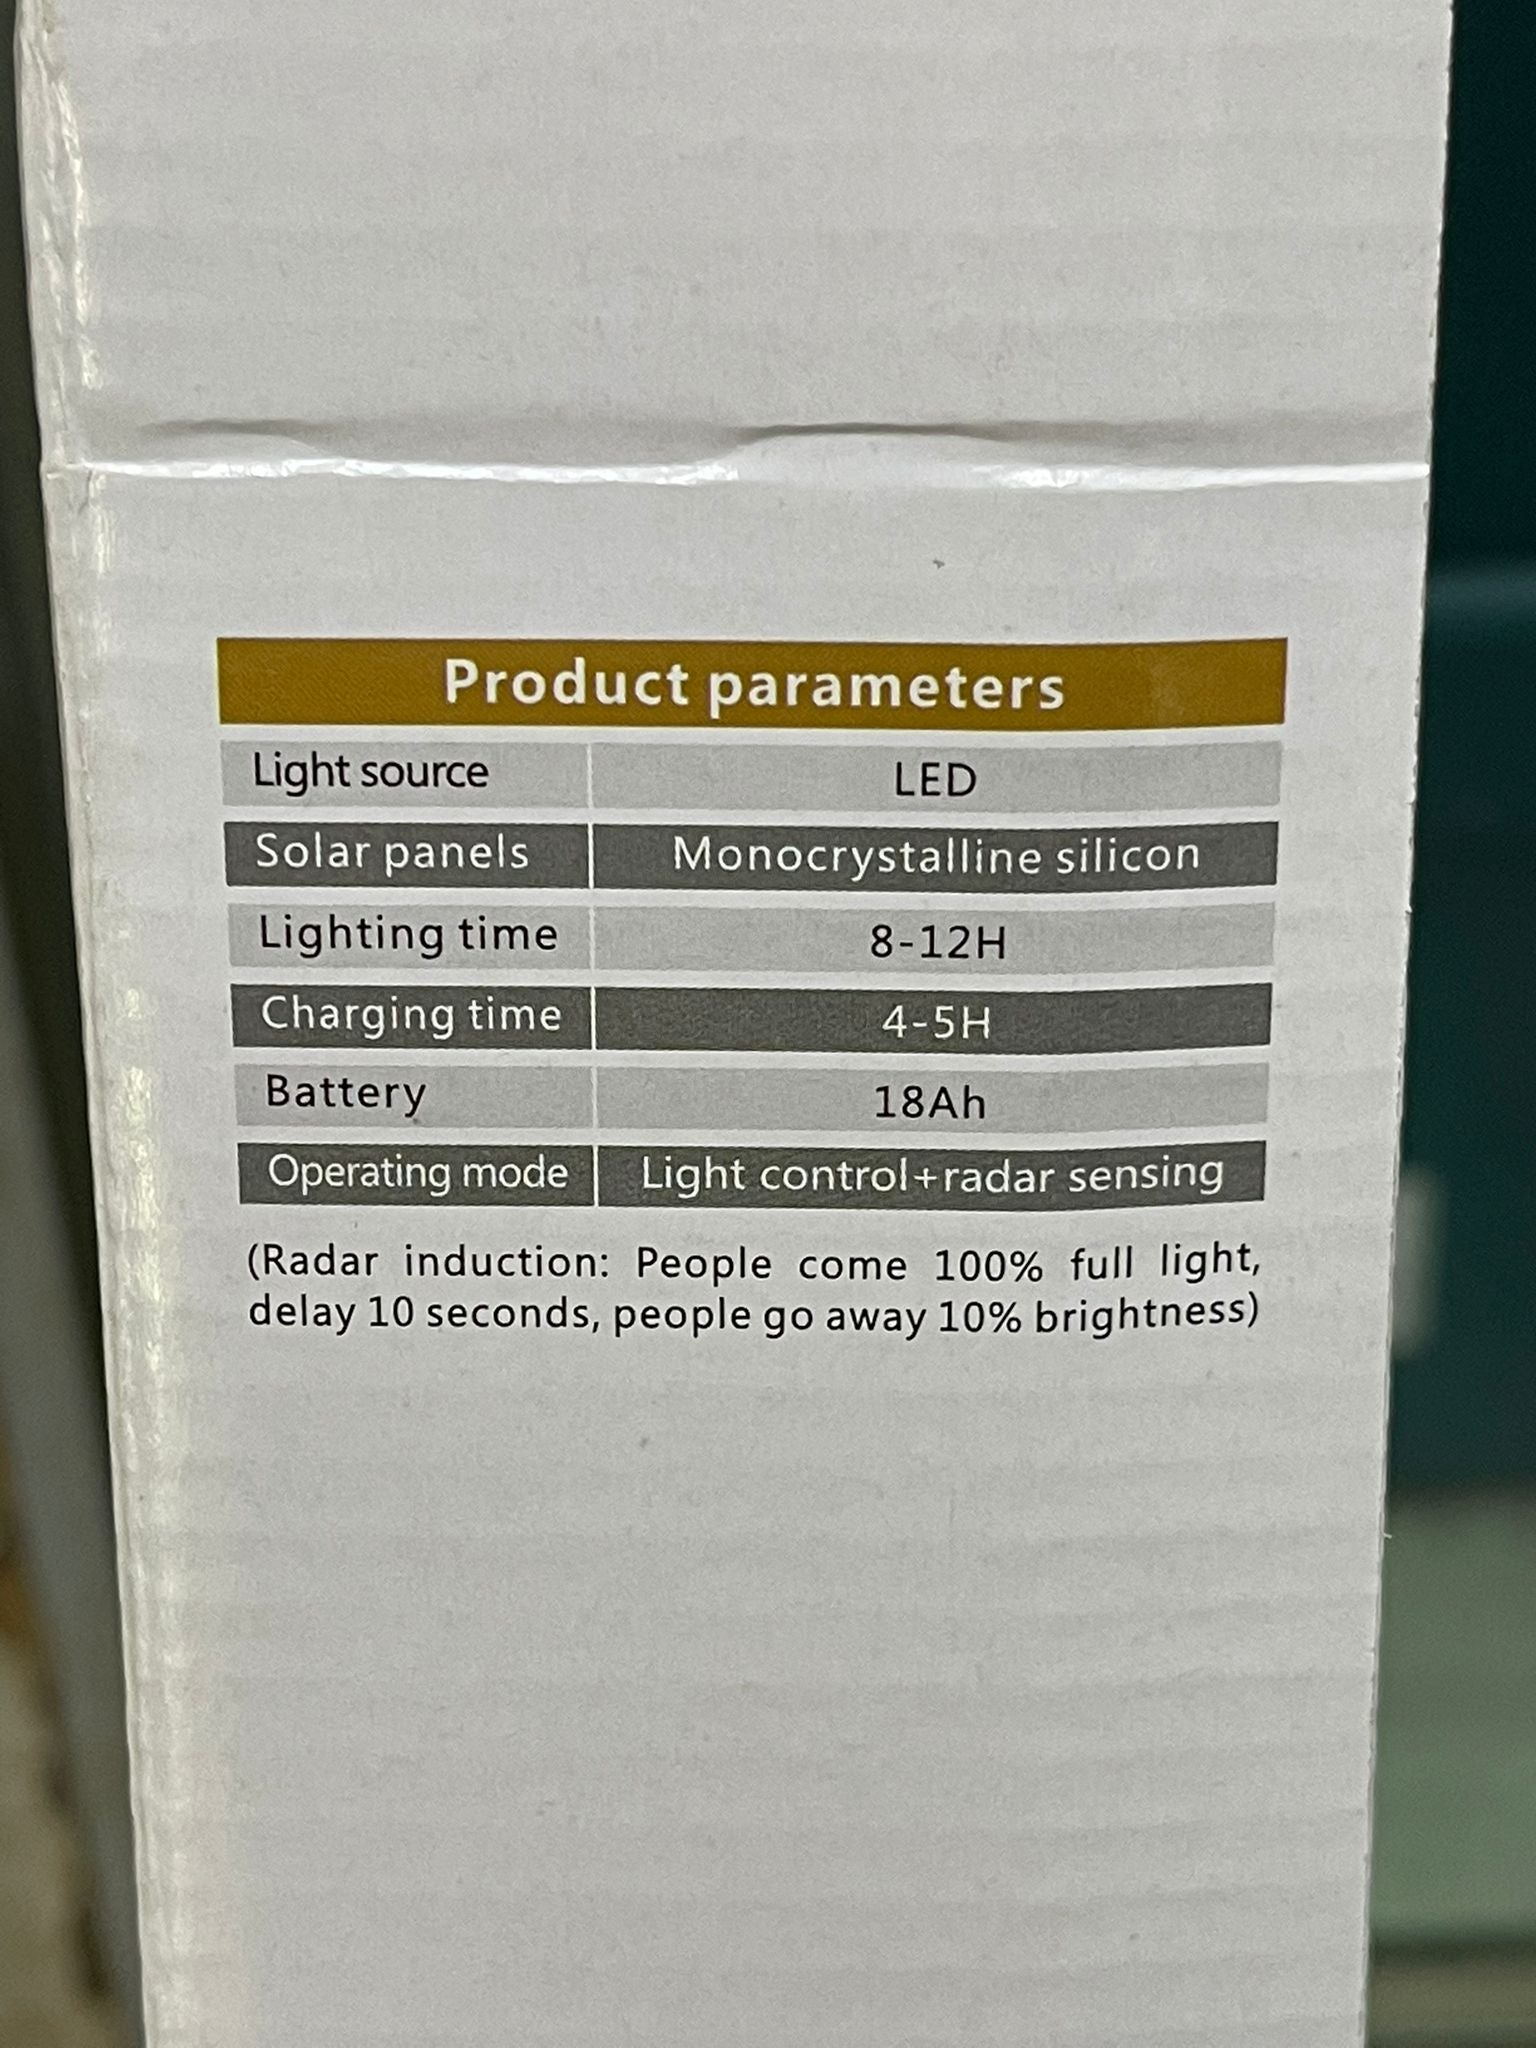 Product parameters
Light source LED
Solar panels Monocrystalline silicon
Lighting time 8-12H
Charging time 4-5H
Battery 18Ah
Operating mode Light control+radar sensing
(Radar induction: People come 100% full light,
delay 10 seconds, people go away 10% brightness)